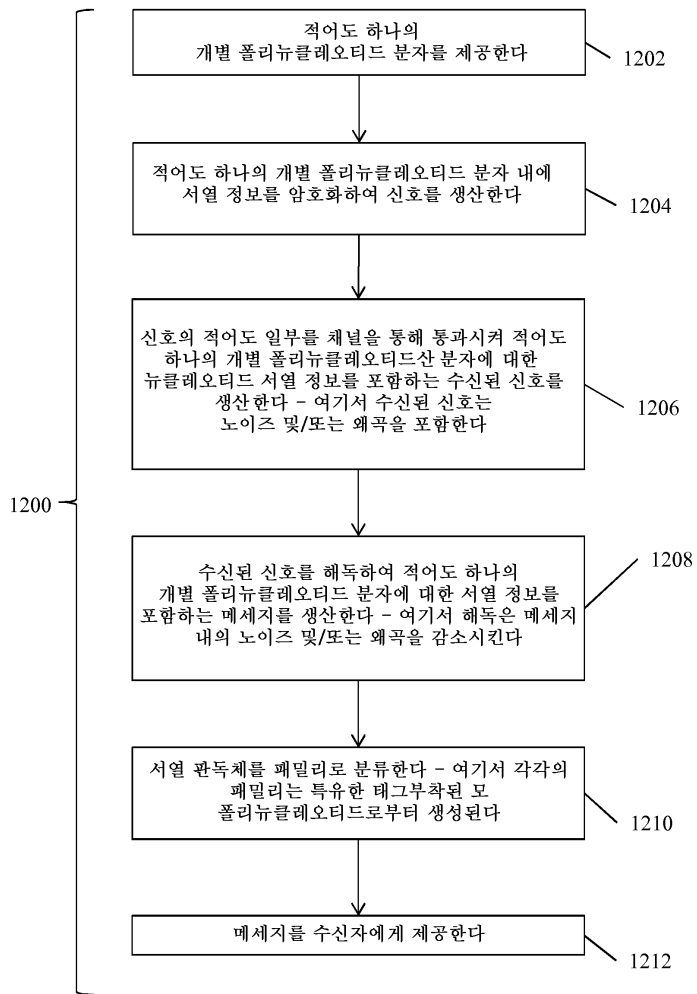 적어도 하나의
개별 폴리뉴클레오티드 분자를 제공한다
1202
적어도 하나의 개별 폴리뉴클레오티드 분자 내에
서열 정보를 암호화하여 신호를 생산한다
1204
신호의 적어도 일부를 채널을 통해 통과시켜 적어도
하나의 개별 폴리뉴클레오티드산 분자에 대한
뉴클레오티드 서열 정보를 포함하는 수신된 신호를
생산한다 – 여기서 수신된 신호는
노이즈 및/또는 왜곡을 포함한다
1206
1200
수신된 신호를 해독하여 적어도 하나의
개별 폴리뉴클레오티드 분자에 대한 서열 정보를
포함하는 메세지를 생산한다 – 여기서 해독은 메세지
내의 노이즈 및/또는 왜곡을 감소시킨다
1208
서열 판독체를 패밀리로 분류한다 – 여기서 각각의
패밀리는 특유한 태그부착된 모
폴리뉴클레오티드로부터 생성된다
1210
메세지를 수신자에게 제공한다
1212